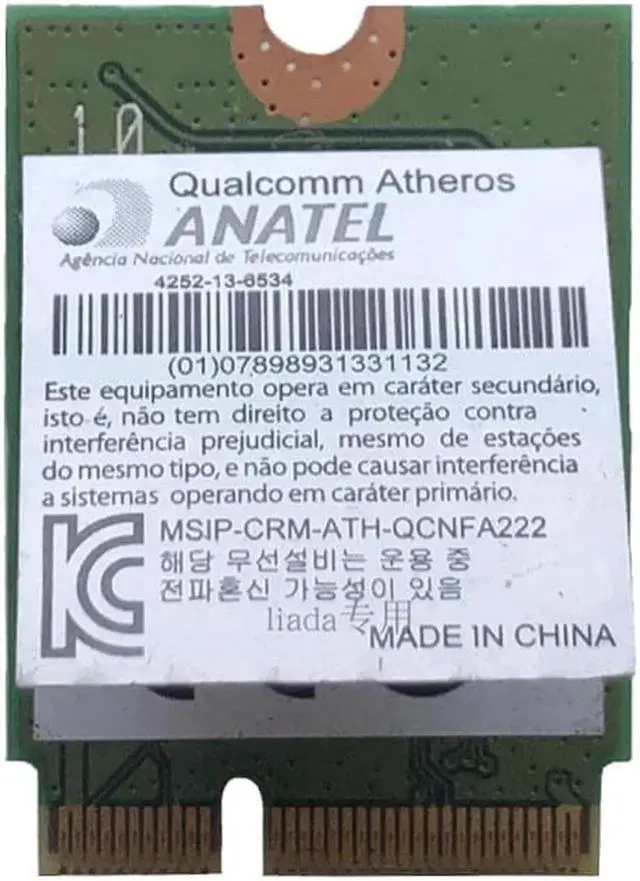 10
Qualcomm Atheros
ANATEL
Agência Nacional de Telecomunicações
4252-13-6534
(01)07898931331132
Este equipamento opera em caráter secundário,
isto é, não tem direito a proteção contra
interferência prejudicial, mesmo de estações
do mesmo tipo, e não pode causar interferência
a sistemas operando em caráter primário.
MSIP-CRM-ATH-QCNFA222
해당 무선설비는 운용 중
전파혼신 가능성이 있음
liada专用
MADE IN CHINA